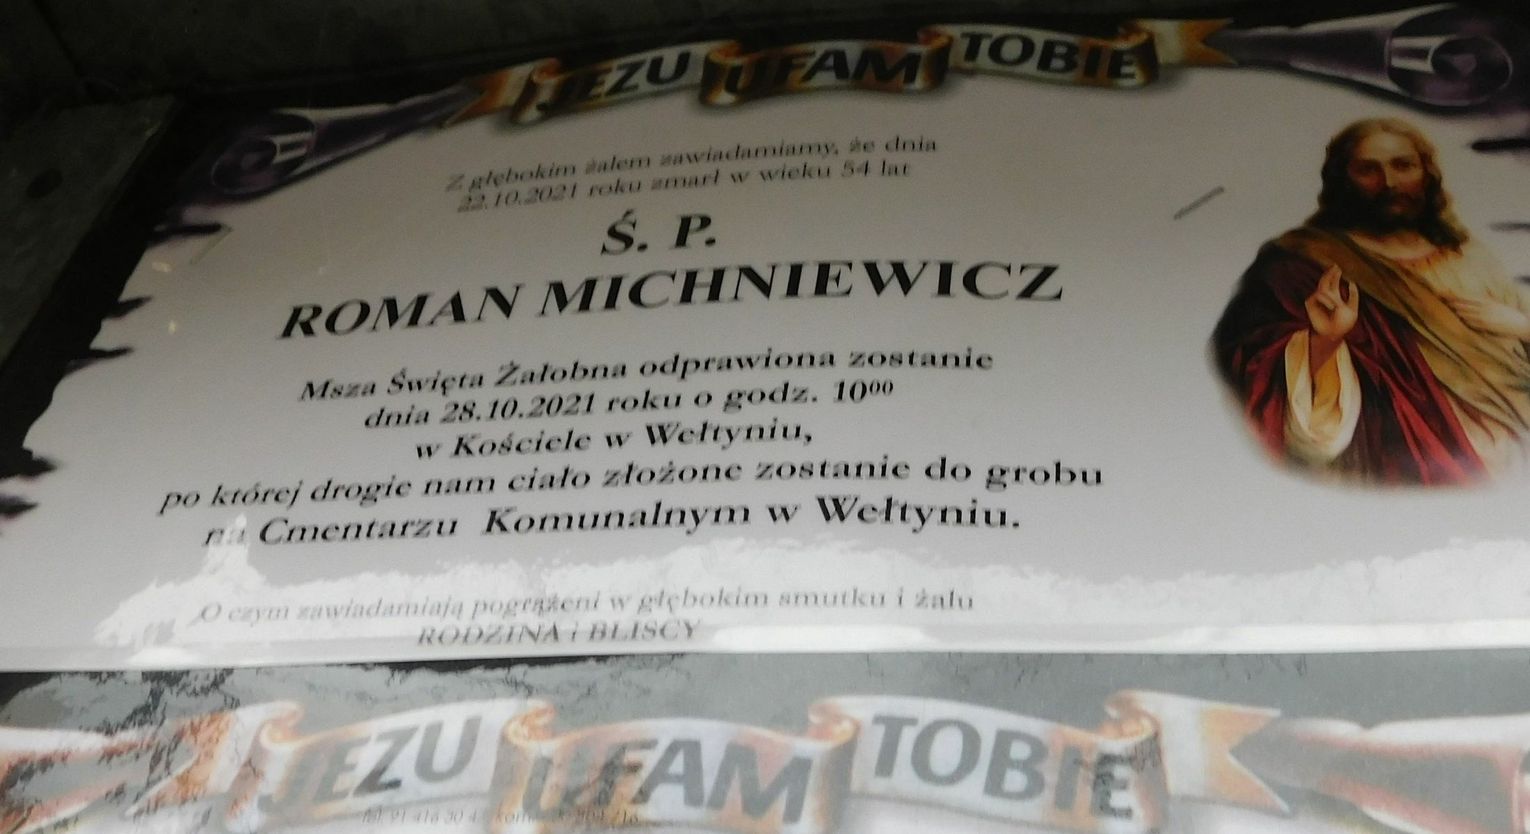 JEZU UFAM TOBIE
Z głębokim żalem zawiadamiamy, że dnia
22.10.2021 roku zmarł w wieku 54 lat
Ś. P.
ROMAN MICHNIEWICZ
Msza Święta Żałobna odprawiona zostanie
dnia 28.10.2021 roku o godz. 10⁰⁰
w Kościele w Wełtyniu,
po której drogie nam ciało złożone zostanie do grobu
na Cmentarzu Komunalnym w Wełtyniu.
O czym zawiadamiają pogrążeni w głębokim smutku i żalu
RODZINA i BLISCY
JEZU UFAM TOBIE